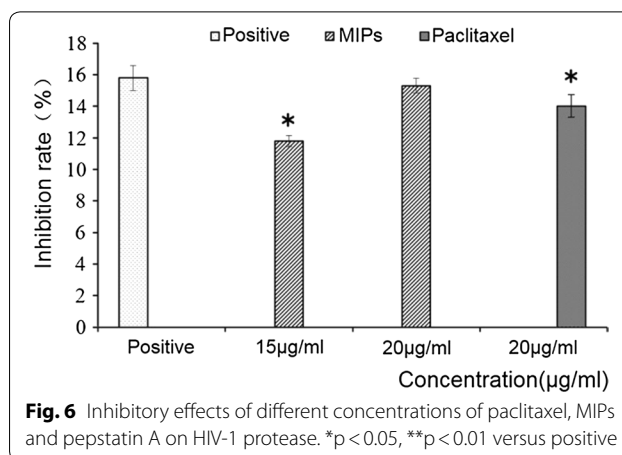 Positive MIPs Paclitaxel
Inhibition rate (%)
18
16
14
12
10
8
6
4
2
0
*
*
Positive 15µg/ml 20µg/ml 20µg/ml
Concentration(µg/ml)
Fig. 6 Inhibitory effects of different concentrations of paclitaxel, MIPs
and pepstatin A on HIV-1 protease. *p < 0.05, **p < 0.01 versus positive